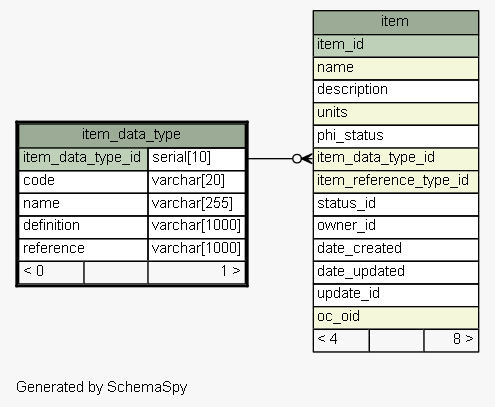 item
item_id
name
description
units
phi_status
item_data_type_id
item_reference_type_id
status_id
owner_id
date_created
date_updated
update_id
oc_oid
< 4 8 >
item_data_type
item_data_type_id serial[10]
code varchar[20]
name varchar[255]
definition varchar[1000]
reference varchar[1000]
< 0 1 >
Generated by SchemaSpy